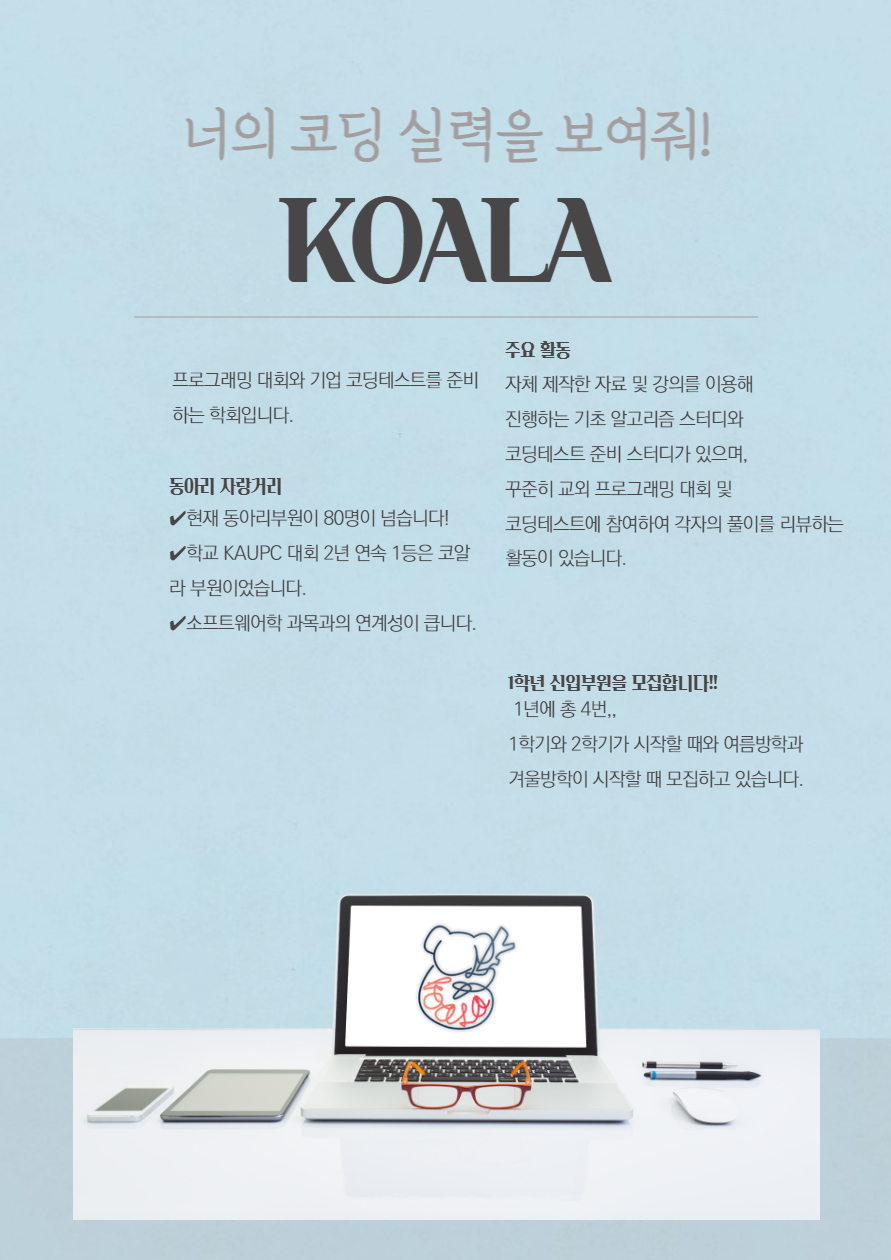 너의 코딩 실력을 보여줘!
KOALA
프로그래밍 대회와 기업 코딩테스트를 준비
하는 학회입니다.
동아리 자랑거리
✔현재 동아리부원이 80명이 넘습니다!
✔학교 KAUPC 대회 2년 연속 1등은 코알
라 부원이었습니다.
✔소프트웨어학 과목과의 연계성이 큽니다.
주요 활동
자체 제작한 자료 및 강의를 이용해
진행하는 기초 알고리즘 스터디와
코딩테스트 준비 스터디가 있으며,
꾸준히 교외 프로그래밍 대회 및
코딩테스트에 참여하여 각자의 풀이를 리뷰하는
활동이 있습니다.
1학년 신입부원을 모집합니다!!
1년에 총 4번,,
1학기와 2학기가 시작할 때와 여름방학과
겨울방학이 시작할 때 모집하고 있습니다.